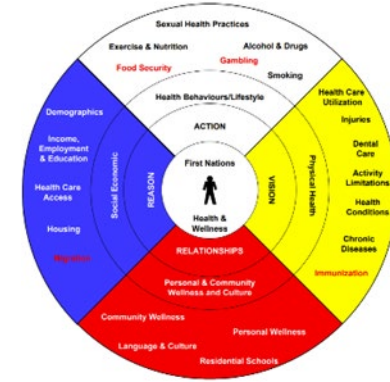 Sexual Health Practices
Exercise & Nutrition
Alcohol & Drugs
Food Security
Gambling
Smoking
Health Behaviours/Lifestyle
ACTION
Health Care
Utilization
Injuries
Dental
Care
Activity
Limitations
Health
Conditions
Chronic
Diseases
Immunization
Physical Health
VISION
First Nations
Health &
Wellness
RELATIONSHIPS
Personal & Community
Wellness and Culture
Community Wellness
Personal Wellness
Language & Culture
Residential Schools
Demographics
Income,
Employment
& Education
Health Care
Access
Housing
Migration
Social Economic
REASON